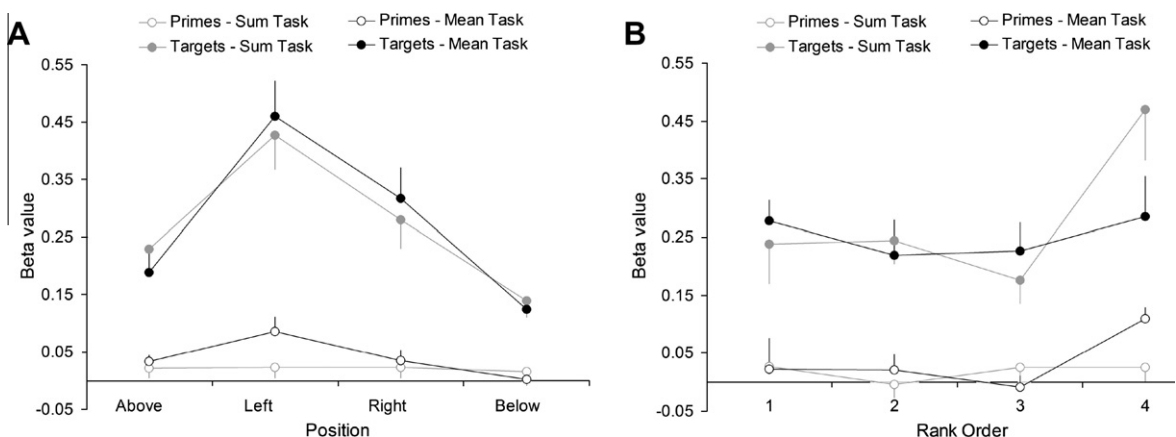 A
Primes - Sum Task
Primes - Mean Task
Targets - Sum Task
Targets - Mean Task
0.55
0.45
0.35
0.25
0.15
0.05
-0.05
Beta value
Above
Left
Right
Below
Position
B
Primes - Sum Task
Primes - Mean Task
Targets - Sum Task
Targets - Mean Task
0.55
0.45
0.35
0.25
0.15
0.05
-0.05
Beta value
1
2
3
4
Rank Order